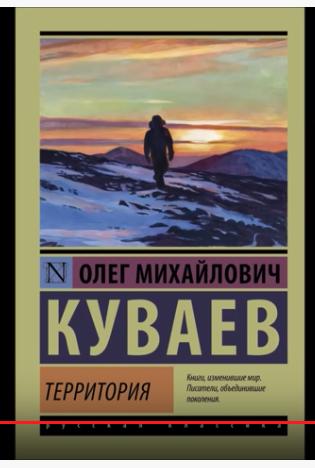 N ОЛЕГ МИХАЙЛОВИЧ
КУВАЕВ
ТЕРРИТОРИЯ
Книги, изменившие мир.
Писатели, объединившие
поколения.
русская классика